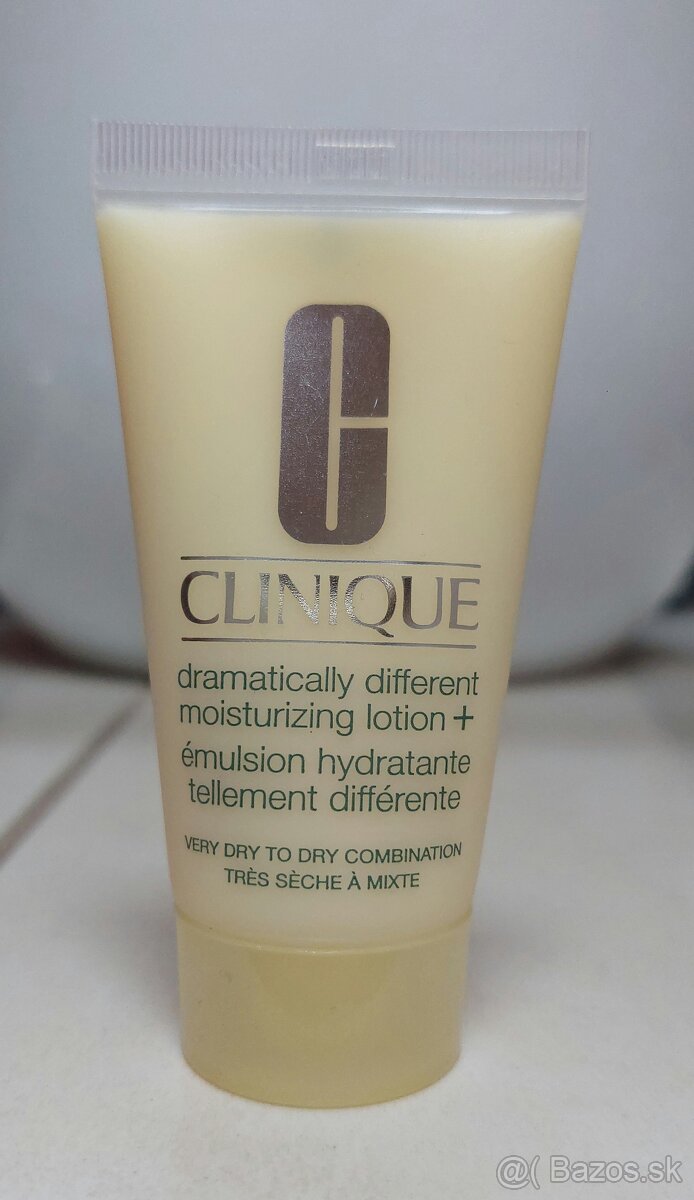 C
CLINIQUE
dramatically different
moisturizing lotion +
émulsion hydratante
tellement différente
VERY DRY TO DRY COMBINATION
TRÈS SÈCHE À MIXTE
@( Bazos.sk